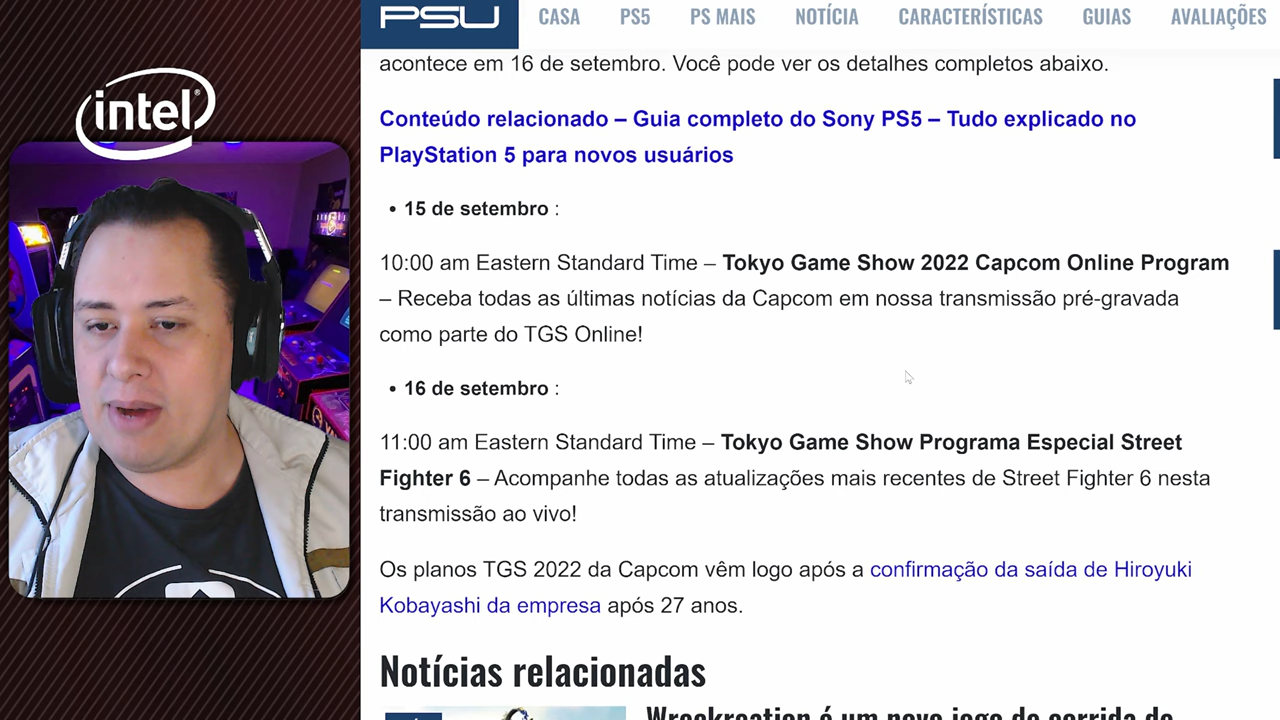 PSU CASA PS5 PS MAIS NOTÍCIA CARACTERÍSTICAS GUIAS AVALIAÇÕES
intel
acontece em 16 de setembro. Você pode ver os detalhes completos abaixo.
Conteúdo relacionado – Guia completo do Sony PS5 – Tudo explicado no
PlayStation 5 para novos usuários
• 15 de setembro :
10:00 am Eastern Standard Time – Tokyo Game Show 2022 Capcom Online Program
– Receba todas as últimas notícias da Capcom em nossa transmissão pré-gravada
como parte do TGS Online!
• 16 de setembro :
11:00 am Eastern Standard Time – Tokyo Game Show Programa Especial Street
Fighter 6 – Acompanhe todas as atualizações mais recentes de Street Fighter 6 nesta
transmissão ao vivo!
Os planos TGS 2022 da Capcom vêm logo após a confirmação da saída de Hiroyuki
Kobayashi da empresa após 27 anos.
Notícias relacionadas
Wreckreation é um novo jogo de corrida de